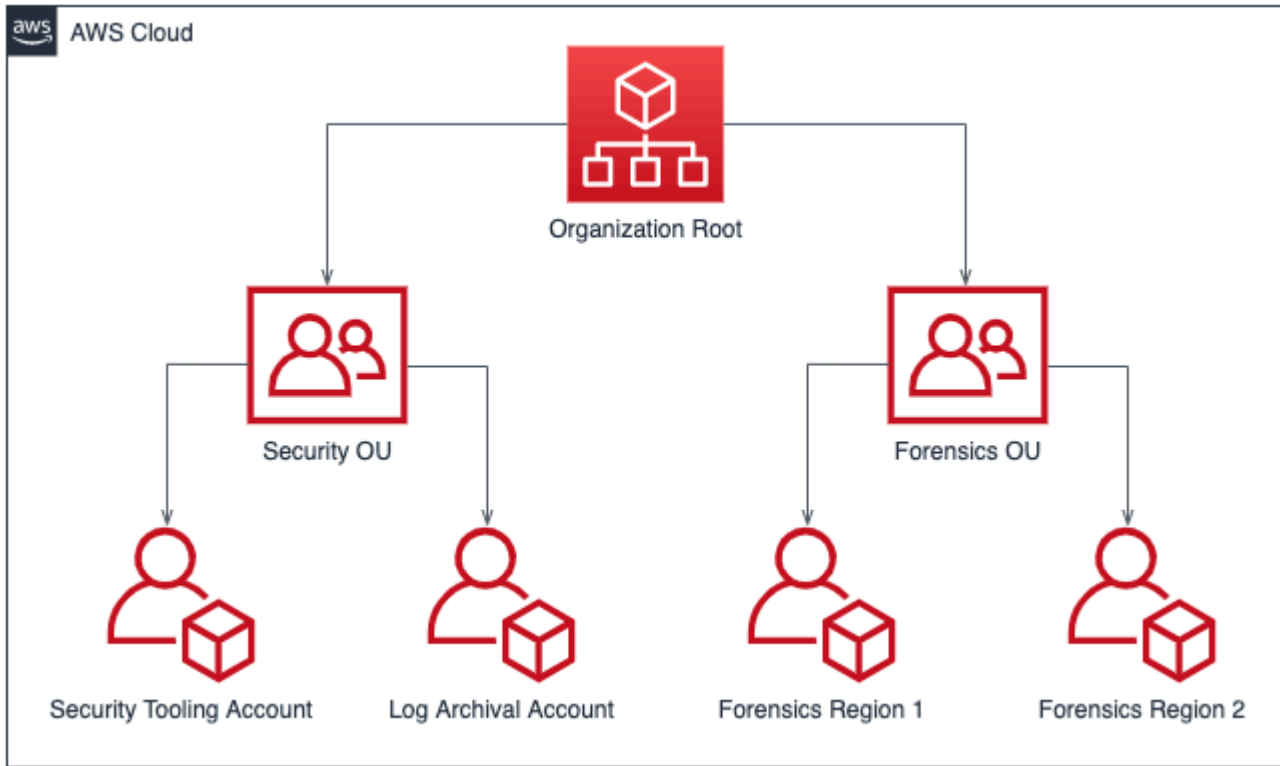 aws
AWS Cloud
Organization Root
Security OU
Forensics OU
Security Tooling Account
Log Archival Account
Forensics Region 1
Forensics Region 2